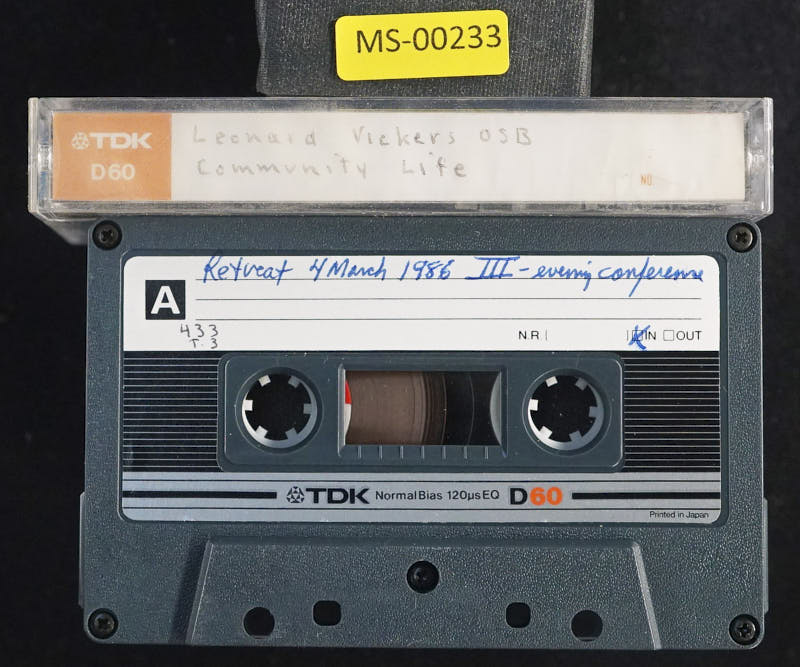 MS-00233
TDK
D60
Leonard Vickers OSB
Community Life
NO.
Retreat 4 March 1986 III - evening conference
A
433
T. 3
N.R. ( ) IN OUT
TDK Normal Bias 120µs EQ D60
Printed in Japan